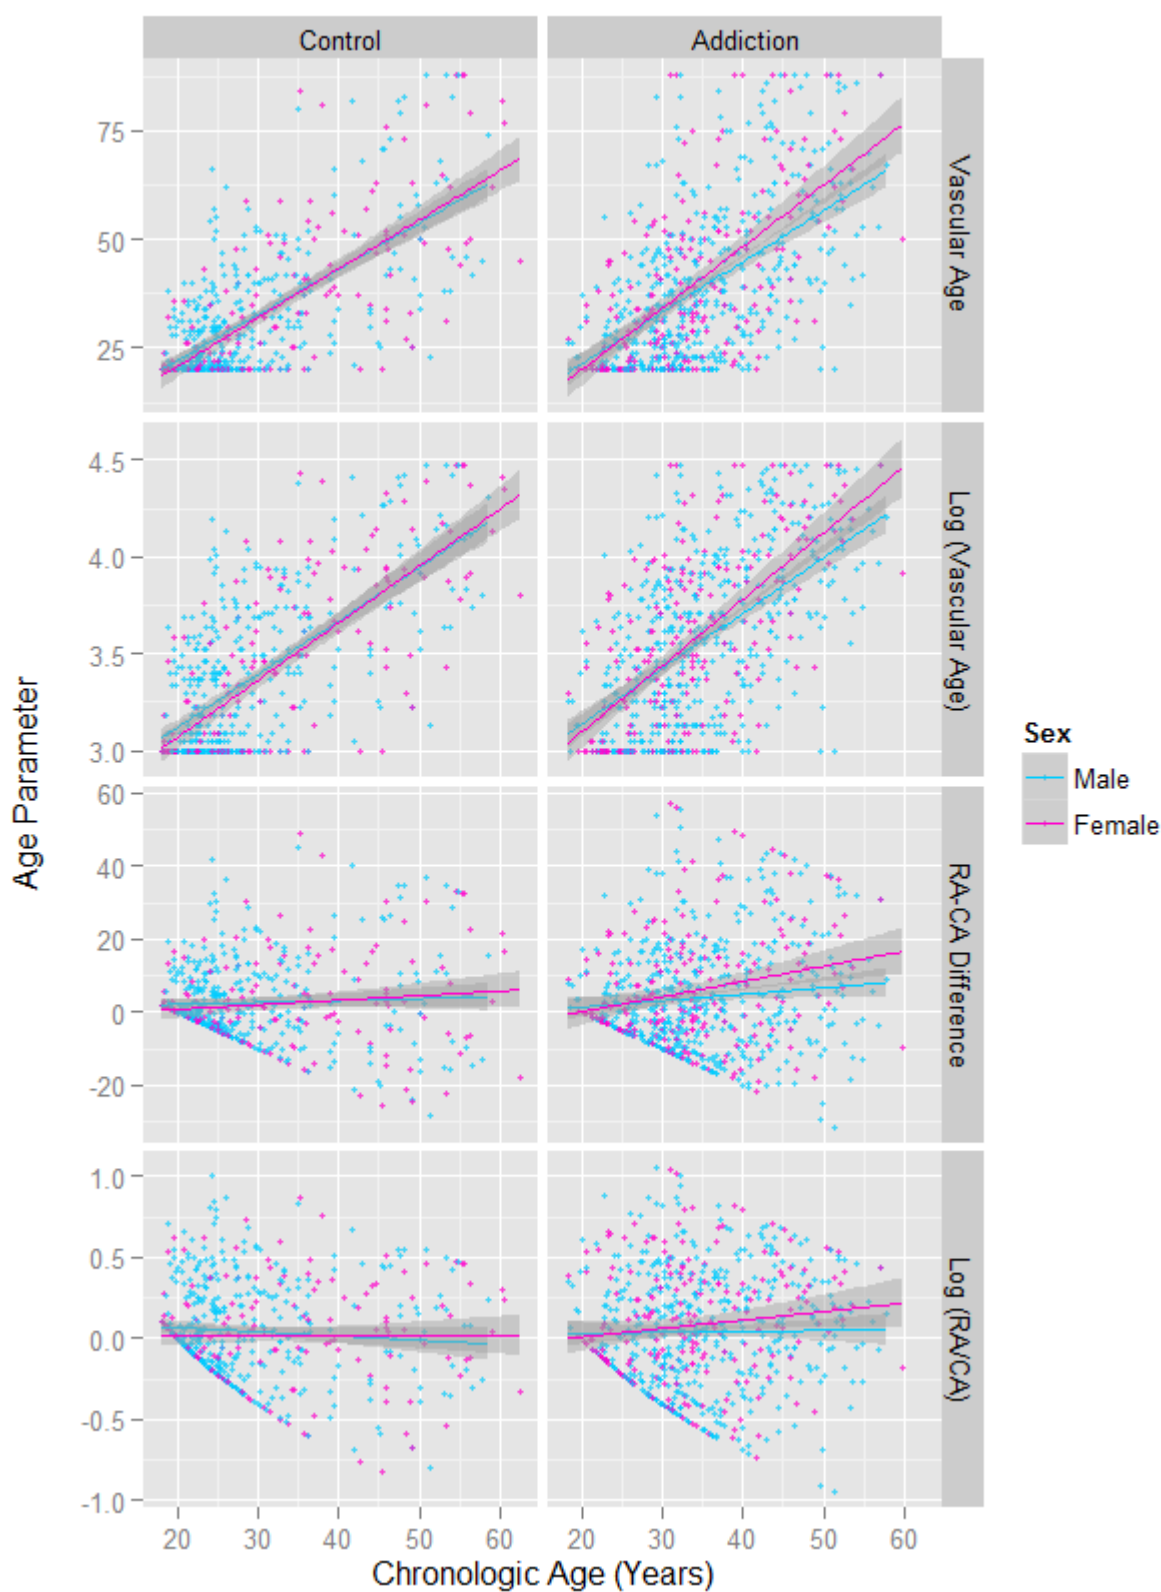 Control Addiction
75
50
25
Vascular Age
4.5
4.0
3.5
3.0
Log (Vascular Age)
60
40
20
0
-20
RA-CA Difference
1.0
0.5
0.0
-0.5
-1.0
Log (RA/CA)
20 30 40 50 60 20 30 40 50 60
Chronologic Age (Years)
Age Parameter
Sex
Male
Female